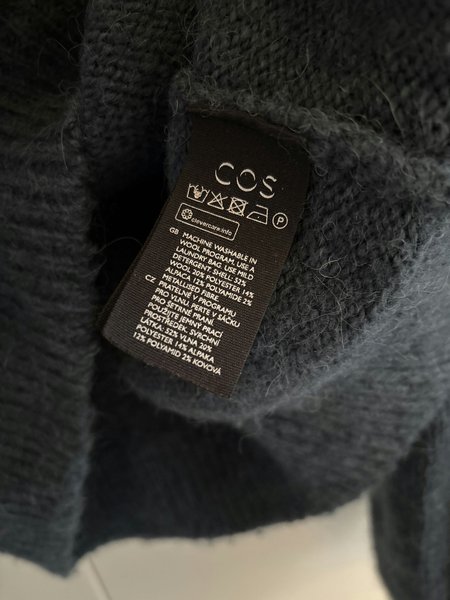 COS
P
clevercare.info
GB MACHINE WASHABLE IN
WOOL PROGRAM. USE A
LAUNDRY BAG. USE MILD
DETERGENT SHELL: 52%
WOOL 20% POLYESTER 14%
ALPACA 12% POLYAMIDE 2%
METALLISED FIBRE
CZ PRATELNÉ V PROGRAMU
PRO VLNU. PERTE V SÁČKU
PRO ŠETRNÉ PRANÍ.
POUŽIJTE JEMNÝ PRACÍ
PROSTŘEDEK. SVRCHNÍ
LÁTKA: 52% VLNA 20%
POLYESTER 14% ALPAKA
12% POLYAMID 2% KOVOVÁ